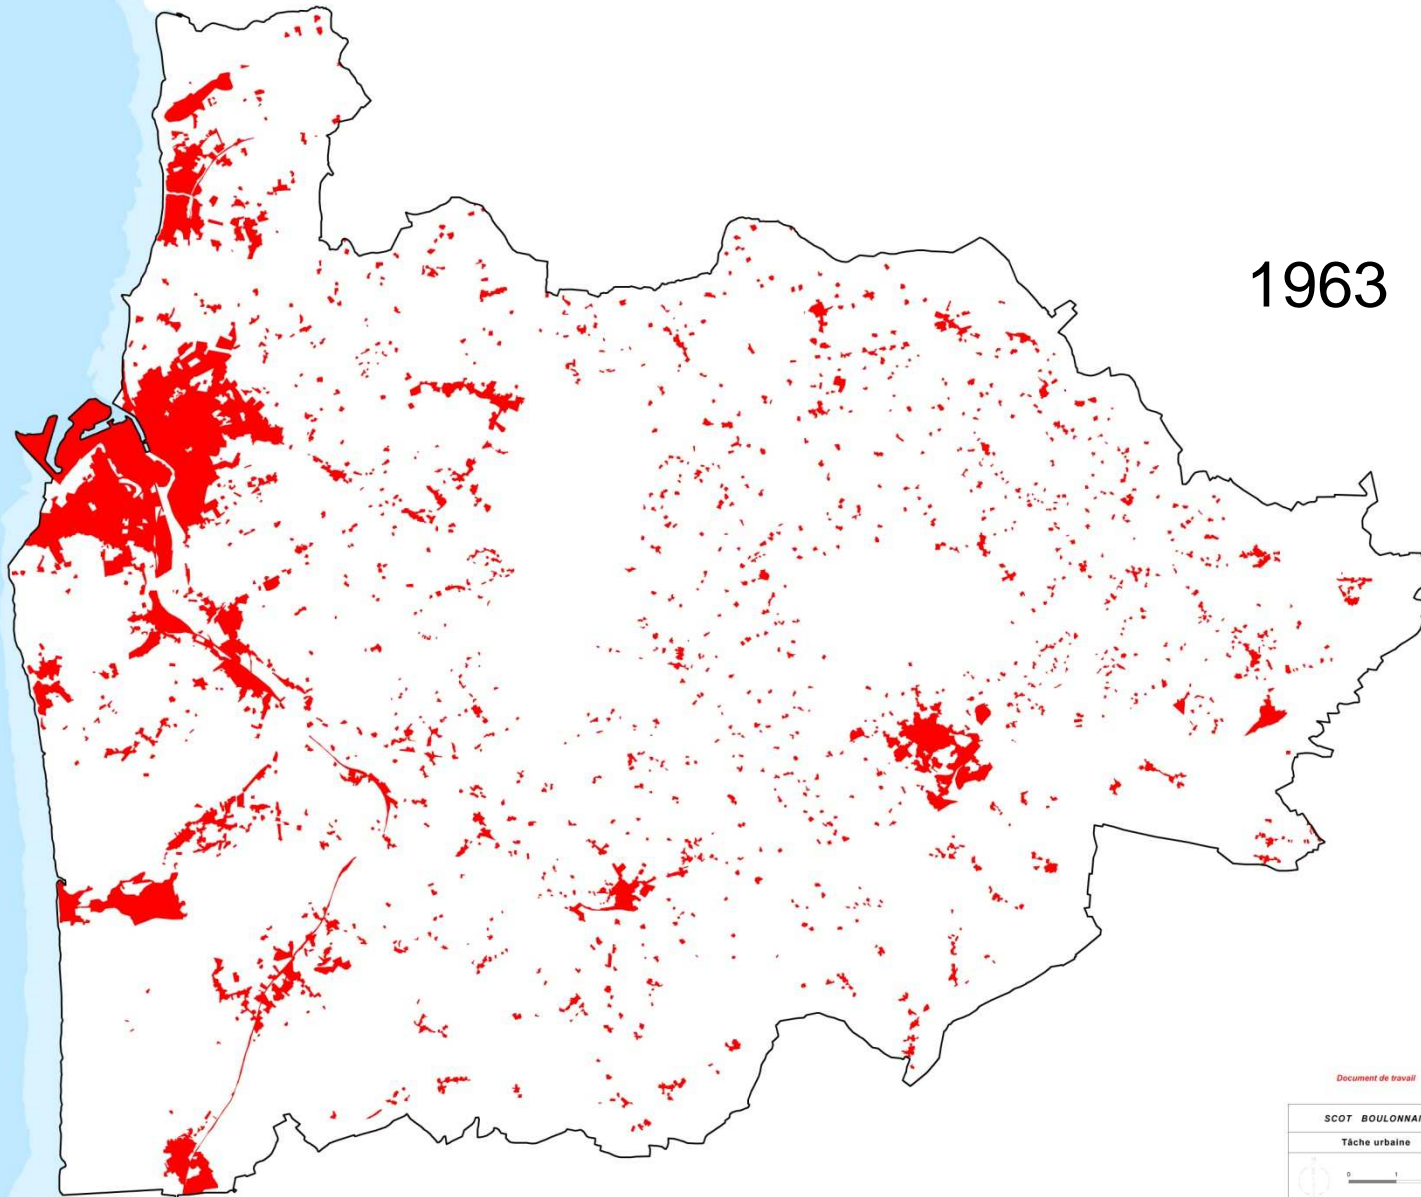 1963
Document de travail
SCOT BOULONNAI
Tâche urbaine
0 1